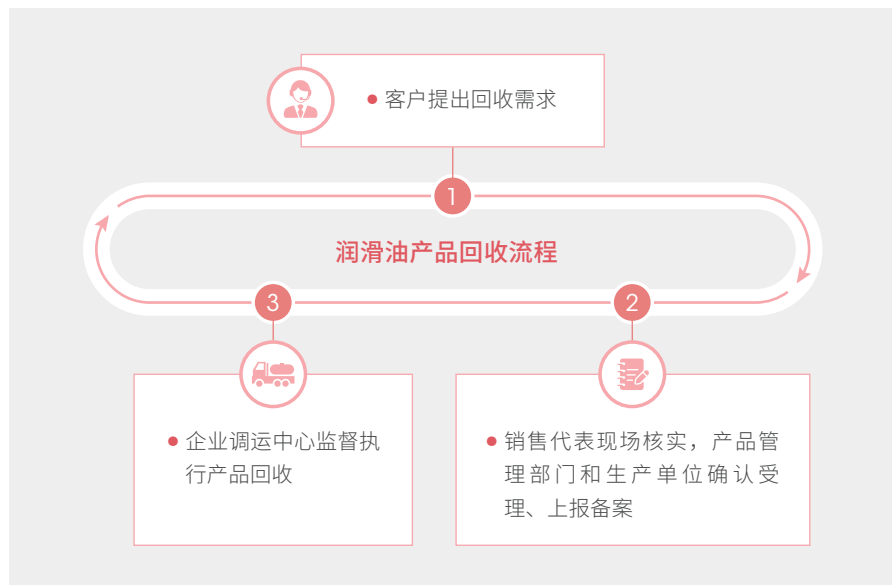 客户提出回收需求
1
润滑油产品回收流程
3
2
企业调运中心监督执
行产品回收
销售代表现场核实，产品管
理部门和生产单位确认受
理、上报备案